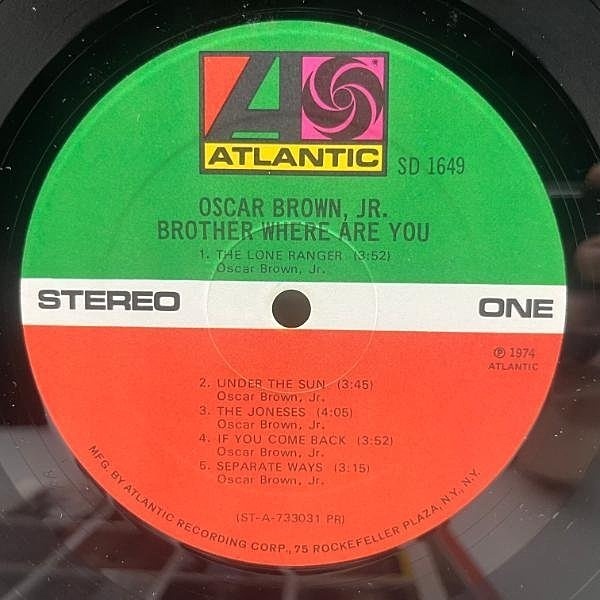 ATLANTIC
SD 1649
OSCAR BROWN, JR.
BROTHER WHERE ARE YOU
1. THE LONE RANGER (3:52)
Oscar Brown, Jr.
STEREO
ONE
℗ 1974
ATLANTIC
2. UNDER THE SUN (3:45)
Oscar Brown, Jr.
3. THE JONESES (4:05)
Oscar Brown, Jr.
4. IF YOU COME BACK (3:52)
Oscar Brown, Jr.
5. SEPARATE WAYS (3:15)
Oscar Brown, Jr.
(ST-A-733031 PR)
MFG. BY ATLANTIC RECORDING CORP., 75 ROCKEFELLER PLAZA, N.Y., N.Y.